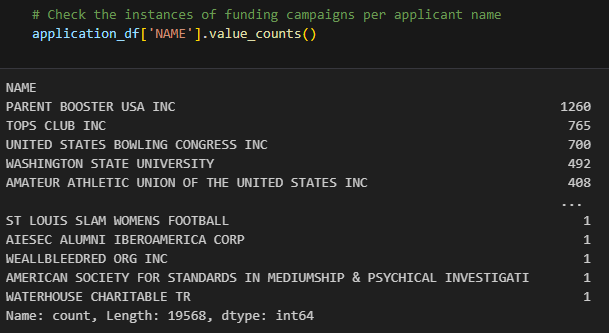 # Check the instances of funding campaigns per applicant name
application_df['NAME'].value_counts()
NAME
PARENT BOOSTER USA INC 1260
TOPS CLUB INC 765
UNITED STATES BOWLING CONGRESS INC 700
WASHINGTON STATE UNIVERSITY 492
AMATEUR ATHLETIC UNION OF THE UNITED STATES INC 408
...
ST LOUIS SLAM WOMENS FOOTBALL 1
AIESEC ALUMNI IBEROAMERICA CORP 1
WEALLBLEEDRED ORG INC 1
AMERICAN SOCIETY FOR STANDARDS IN MEDIUMSHIP & PSYCHICAL INVESTIGATI 1
WATERHOUSE CHARITABLE TR 1
Name: count, Length: 19568, dtype: int64